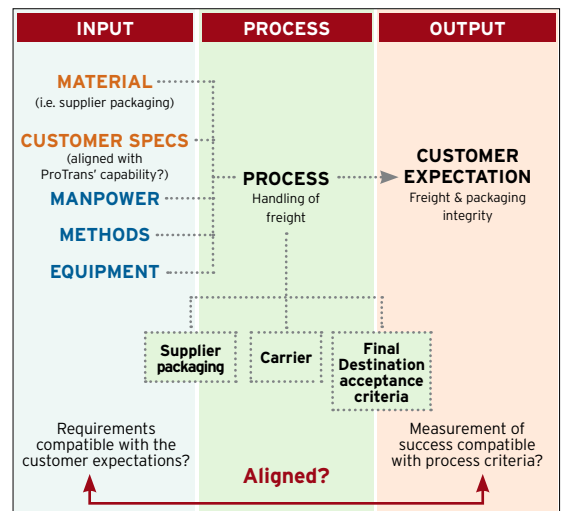 INPUT
PROCESS
OUTPUT
MATERIAL
(i.e. supplier packaging)
CUSTOMER SPECS
(aligned with
ProTrans' capability?)
MANPOWER
METHODS
EQUIPMENT
PROCESS
Handling of
freight
CUSTOMER
EXPECTATION
Freight & packaging
integrity
Supplier
packaging
Carrier
Final
Destination
acceptance
criteria
Requirements
compatible with the
customer expectations?
Aligned?
Measurement of
success compatible
with process criteria?